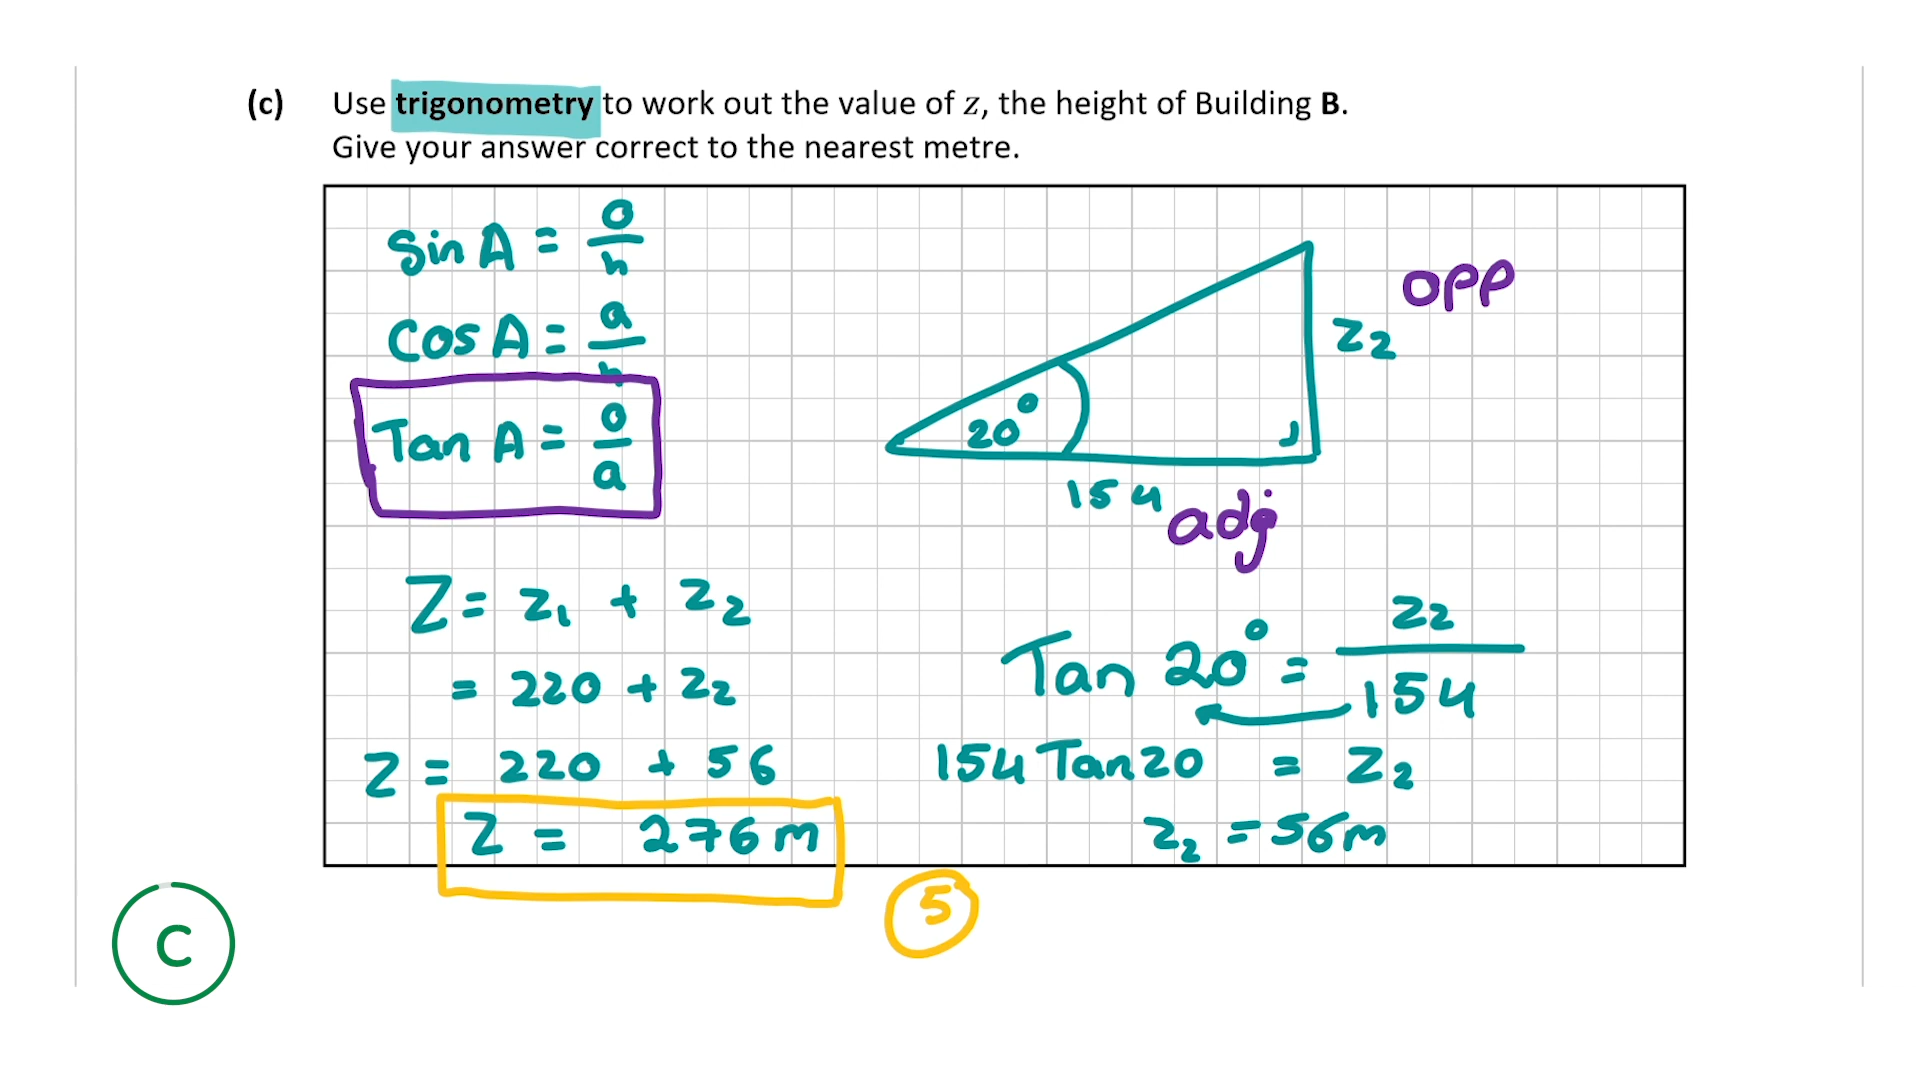 (c) Use trigonometry to work out the value of z, the height of Building B.
Give your answer correct to the nearest metre.
Sin A = o/h
Cos A = a/h
Tan A = o/a
opp
z₂
20°
154
adj
Z = z₁ + z₂
= 220 + z₂
Z = 220 + 56
Z = 276 m
Tan 20° = z₂/154
154 Tan 20 = z₂
z₂ = 56m
5
C